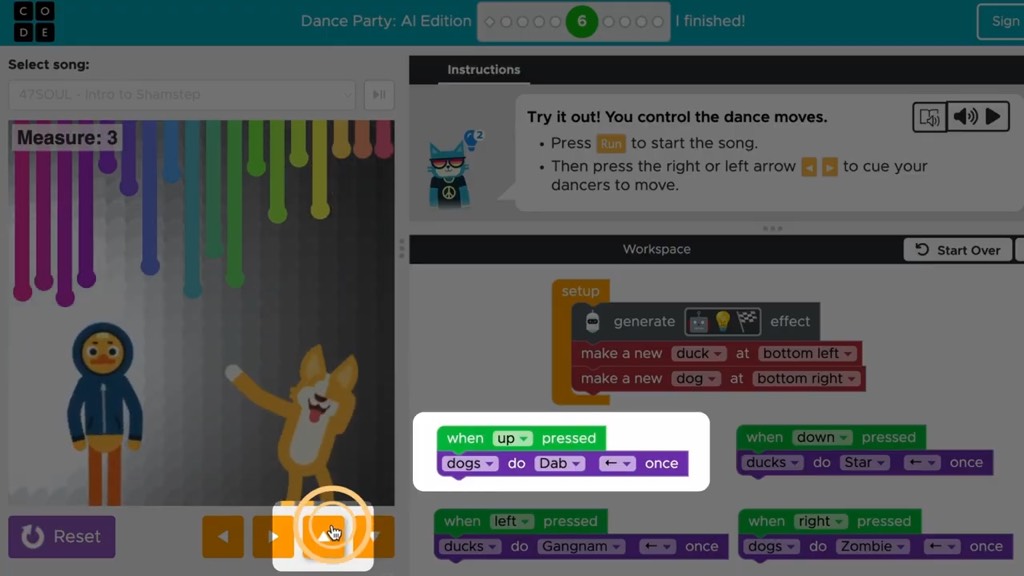 C O
D E
Dance Party: AI Edition
6
I finished!
Sign
Select song:
47SOUL - Intro to Shamstep
Measure: 3
Instructions
2
Try it out! You control the dance moves.
• Press Run to start the song.
• Then press the right or left arrow to cue your
dancers to move.
Workspace
Start Over
setup
generate effect
make a new duck at bottom left
make a new dog at bottom right
when up pressed
dogs do Dab ← once
when down pressed
ducks do Star ← once
when left pressed
ducks do Gangnam ← once
when right pressed
dogs do Zombie ← once
Reset